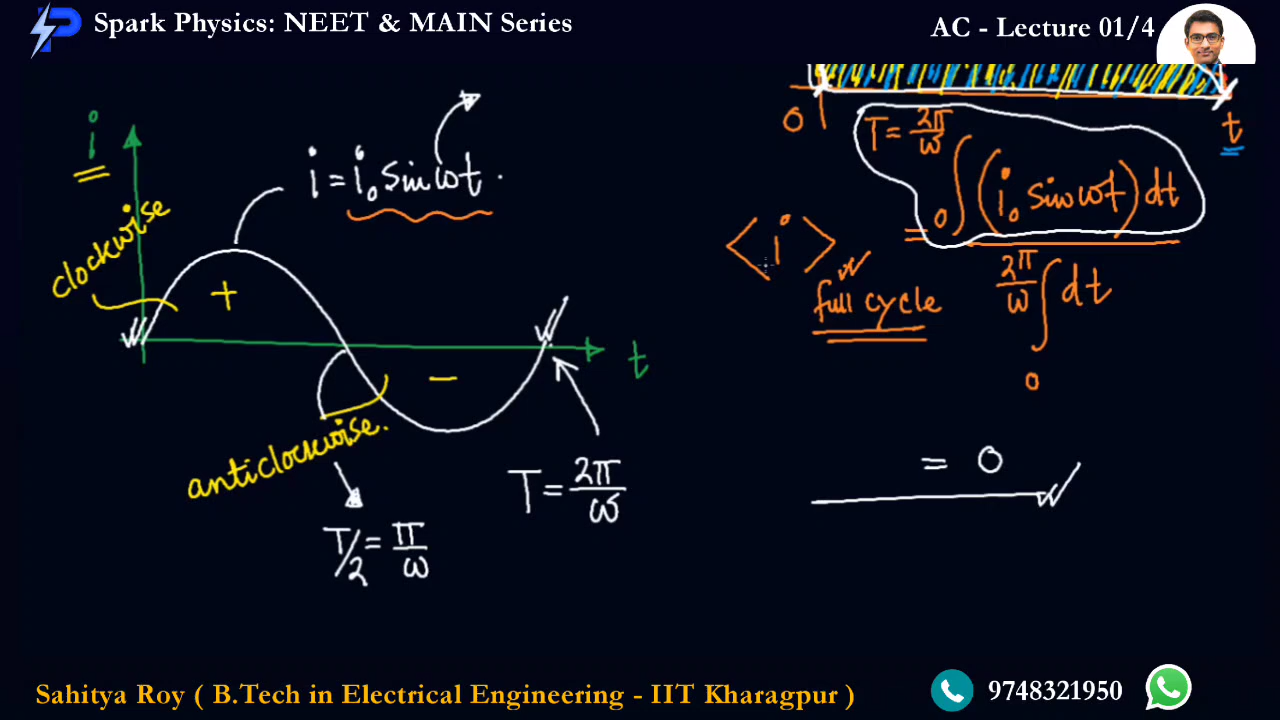 Spark Physics: NEET & MAIN Series
AC - Lecture 01/4
i
i = i₀ sin ωt .
clockwise
+
−
t
anticlockwise.
T/2 = π/ω
T = 2π/ω
0
t
<i> full cycle = ∫₀^(T = 2π/ω) (i₀ sin ωt) dt
∫₀^(2π/ω) dt
= 0
Sahitya Roy ( B.Tech in Electrical Engineering - IIT Kharagpur )
9748321950